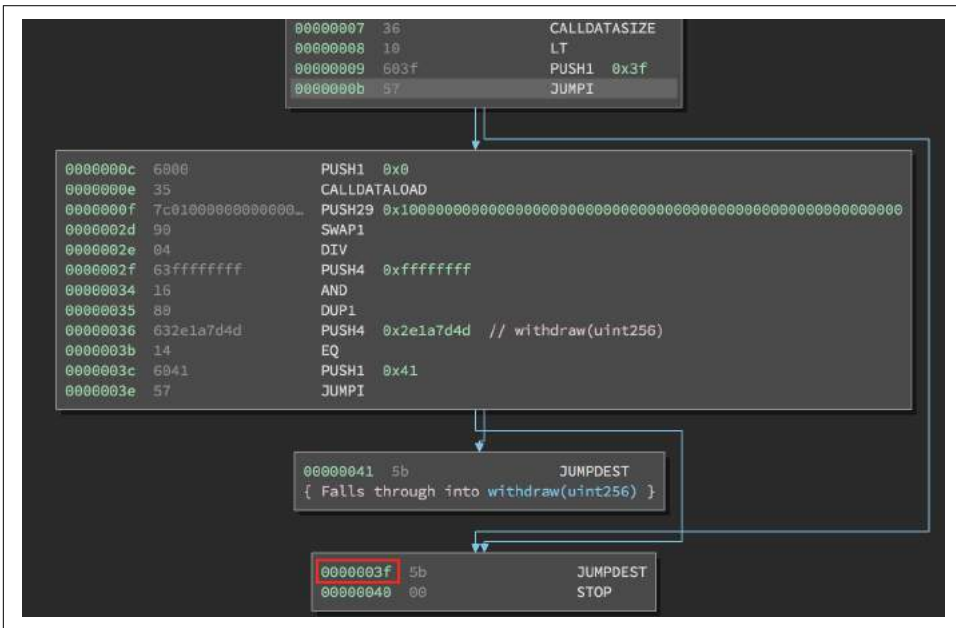 00000007 36 CALLDATASIZE
00000008 10 LT
00000009 603f PUSH1 0x3f
0000000b 57 JUMPI
0000000c 6000 PUSH1 0x0
0000000e 35 CALLDATALOAD
0000000f 7c01000000000000… PUSH29 0x100000000000000000000000000000000000000000000000000000000
0000002d 90 SWAP1
0000002e 04 DIV
0000002f 63ffffffff PUSH4 0xffffffff
00000034 16 AND
00000035 80 DUP1
00000036 632e1a7d4d PUSH4 0x2e1a7d4d // withdraw(uint256)
0000003b 14 EQ
0000003c 6041 PUSH1 0x41
0000003e 57 JUMPI
00000041 5b JUMPDEST
{ Falls through into withdraw(uint256) }
0000003f 5b JUMPDEST
00000040 00 STOP